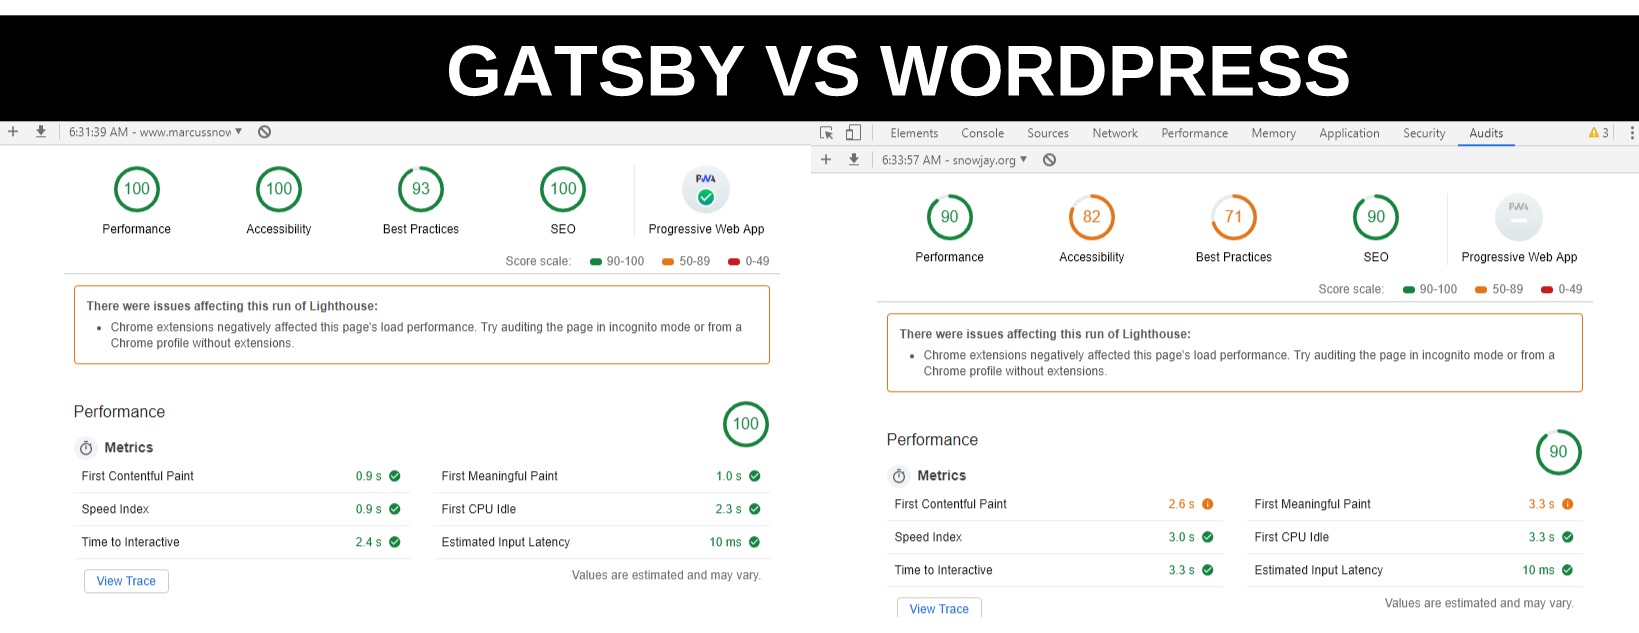 GATSBY VS WORDPRESS
6:31:39 AM - www.marcussnow
100
Performance
100
Accessibility
93
Best Practices
100
SEO
PWA
Progressive Web App
Score scale: 90-100 50-89 0-49
There were issues affecting this run of Lighthouse:
• Chrome extensions negatively affected this page's load performance. Try auditing the page in incognito mode or from a
Chrome profile without extensions.
Performance
100
Metrics
First Contentful Paint 0.9 s
First Meaningful Paint 1.0 s
Speed Index 0.9 s
First CPU Idle 2.3 s
Time to Interactive 2.4 s
Estimated Input Latency 10 ms
View Trace
Values are estimated and may vary.
Elements Console Sources Network Performance Memory Application Security Audits 3
6:33:57 AM - snowjay.org
90
Performance
82
Accessibility
71
Best Practices
90
SEO
PWA
Progressive Web App
Score scale: 90-100 50-89 0-49
There were issues affecting this run of Lighthouse:
• Chrome extensions negatively affected this page's load performance. Try auditing the page in incognito mode or from a
Chrome profile without extensions.
Performance
90
Metrics
First Contentful Paint 2.6 s
First Meaningful Paint 3.3 s
Speed Index 3.0 s
First CPU Idle 3.3 s
Time to Interactive 3.3 s
Estimated Input Latency 10 ms
View Trace
Values are estimated and may vary.